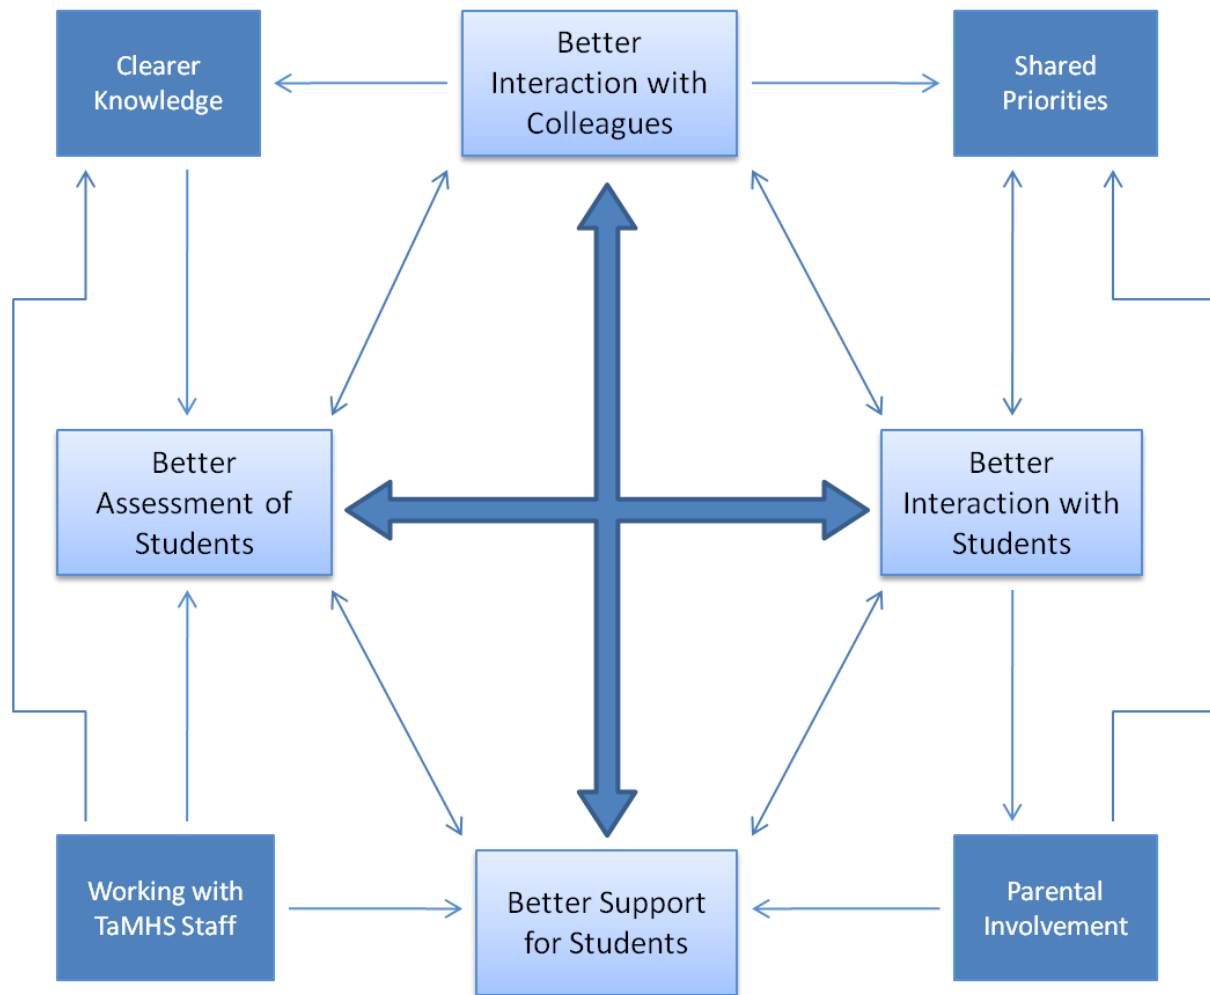 Clearer
Knowledge
Better
Interaction with
Colleagues
Shared
Priorities
Better
Assessment of
Students
Better
Interaction with
Students
Working with
TaMHS Staff
Better Support
for Students
Parental
Involvement